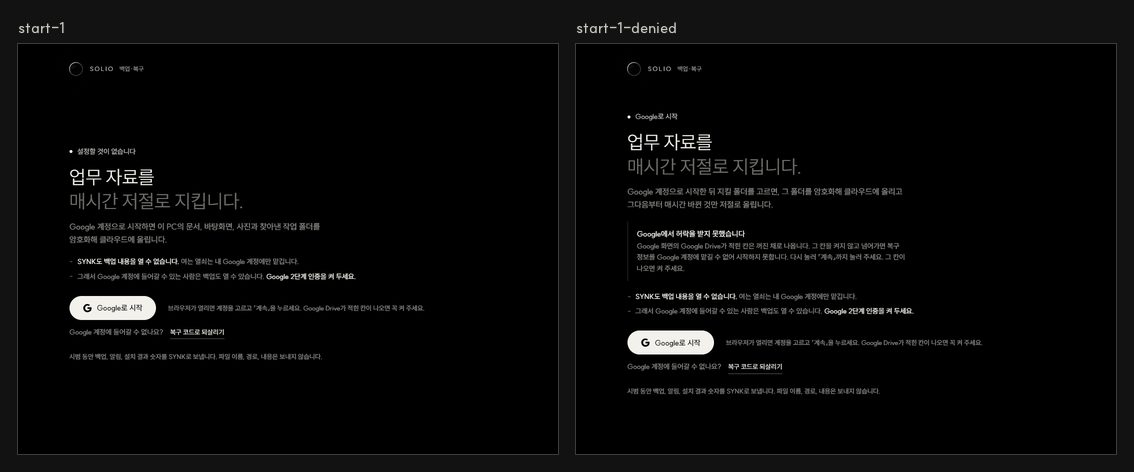 start-1
SOLIO 백업·복구
설정할 것이 없습니다
업무 자료를
매시간 저절로 지킵니다.
Google 계정으로 시작하면 이 PC의 문서, 바탕화면, 사진과 찾아낸 작업 폴더를
암호화해 클라우드에 올립니다.
- SYNK도 백업 내용을 열 수 없습니다. 여는 열쇠는 내 Google 계정에만 맡깁니다.
- 그래서 Google 계정에 들어갈 수 있는 사람은 백업도 열 수 있습니다. Google 2단계 인증을 켜 두세요.
Google로 시작
브라우저가 열리면 계정을 고르고 「계속」을 누르세요. Google Drive가 적힌 칸이 나오면 꼭 켜 주세요.
Google 계정에 들어갈 수 없나요? 복구 코드로 되살리기
시범 동안 백업, 알림, 설치 결과 숫자를 SYNK로 보냅니다. 파일 이름, 경로, 내용은 보내지 않습니다.
start-1-denied
SOLIO 백업·복구
Google로 시작
업무 자료를
매시간 저절로 지킵니다.
Google 계정으로 시작한 뒤 지킬 폴더를 고르면, 그 폴더를 암호화해 클라우드에 올리고
그다음부터 매시간 바뀐 것만 저절로 올립니다.
Google에서 허락을 받지 못했습니다
Google 화면의 Google Drive가 적힌 칸은 꺼진 채로 나옵니다. 그 칸을 켜지 않고 넘어가면 복구
정보를 Google 계정에 맡길 수 없어 시작하지 못합니다. 다시 눌러 「계속」까지 눌러 주세요. 그 칸이
나오면 켜 주세요.
- SYNK도 백업 내용을 열 수 없습니다. 여는 열쇠는 내 Google 계정에만 맡깁니다.
- 그래서 Google 계정에 들어갈 수 있는 사람은 백업도 열 수 있습니다. Google 2단계 인증을 켜 두세요.
Google로 시작
브라우저가 열리면 계정을 고르고 「계속」을 누르세요. Google Drive가 적힌 칸이 나오면 꼭 켜 주세요.
Google 계정에 들어갈 수 없나요? 복구 코드로 되살리기
시범 동안 백업, 알림, 설치 결과 숫자를 SYNK로 보냅니다. 파일 이름, 경로, 내용은 보내지 않습니다.